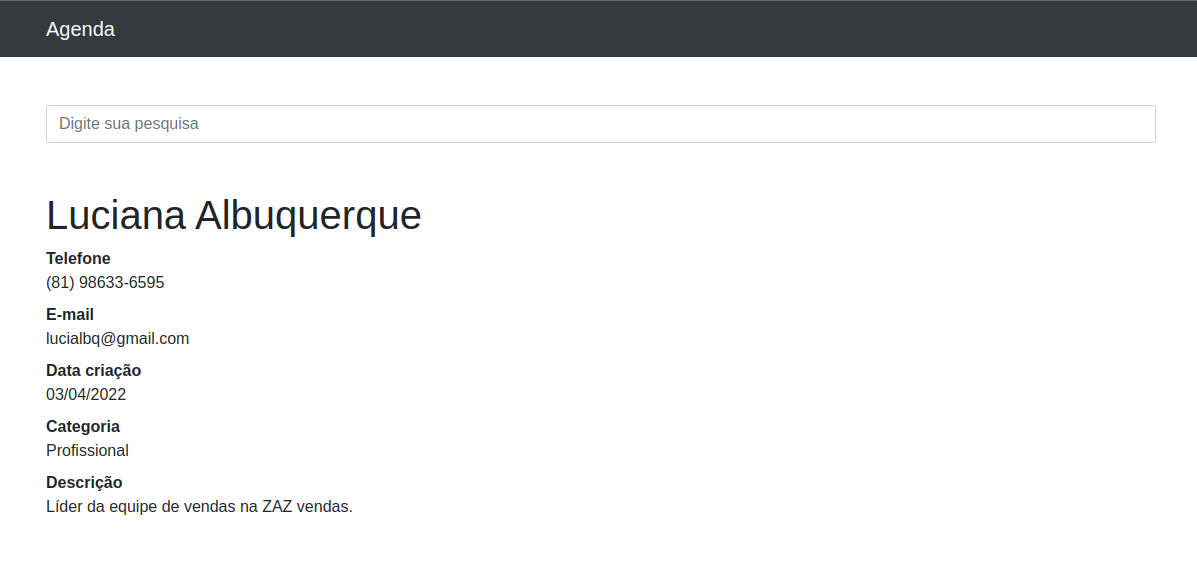 Agenda
Digite sua pesquisa
Luciana Albuquerque
Telefone
(81) 98633-6595
E-mail
lucialbq@gmail.com
Data criação
03/04/2022
Categoria
Profissional
Descrição
Líder da equipe de vendas na ZAZ vendas.